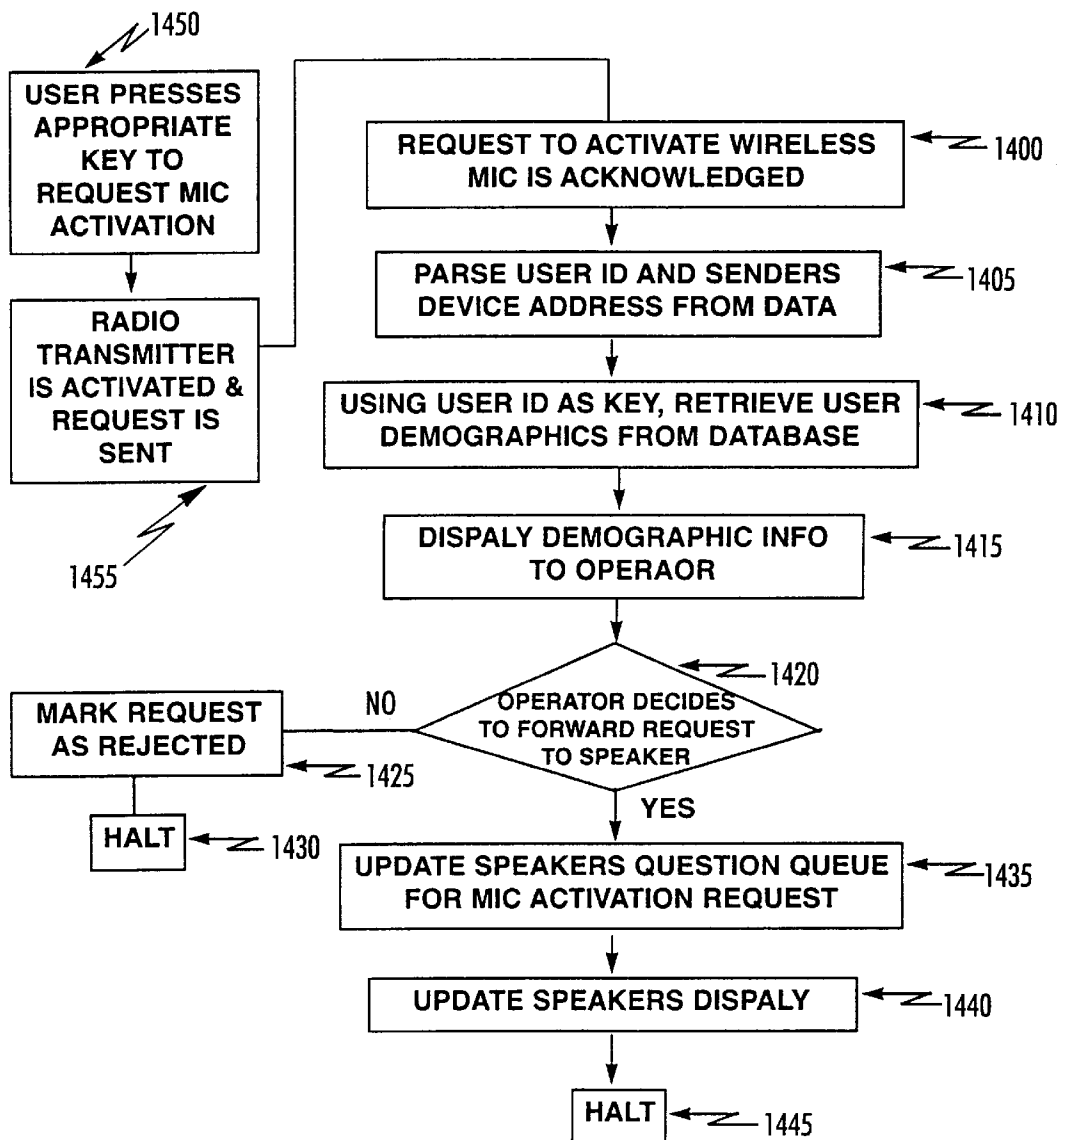 1450
USER PRESSES
APPROPRIATE
KEY TO
REQUEST MIC
ACTIVATION
RADIO
TRANSMITTER
IS ACTIVATED &
REQUEST IS
SENT
1455
REQUEST TO ACTIVATE WIRELESS
MIC IS ACKNOWLEDGED
1400
PARSE USER ID AND SENDERS
DEVICE ADDRESS FROM DATA
1405
USING USER ID AS KEY, RETRIEVE USER
DEMOGRAPHICS FROM DATABASE
1410
DISPALY DEMOGRAPHIC INFO
TO OPERAOR
1415
OPERATOR DECIDES
TO FORWARD REQUEST
TO SPEAKER
1420
NO
MARK REQUEST
AS REJECTED
1425
HALT
1430
YES
UPDATE SPEAKERS QUESTION QUEUE
FOR MIC ACTIVATION REQUEST
1435
UPDATE SPEAKERS DISPALY
1440
HALT
1445